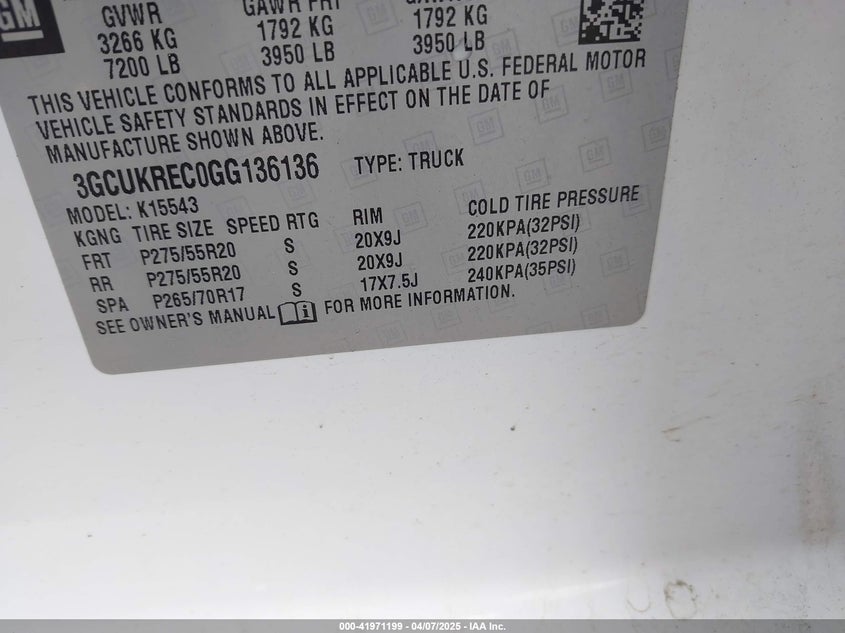 GM
GVWR GAWR FRT
3266 KG 1792 KG 1792 KG
7200 LB 3950 LB 3950 LB
THIS VEHICLE CONFORMS TO ALL APPLICABLE U.S. FEDERAL MOTOR
VEHICLE SAFETY STANDARDS IN EFFECT ON THE DATE OF
MANUFACTURE SHOWN ABOVE.
3GCUKREC0GG136136 TYPE: TRUCK
MODEL: K15543
KGNG TIRE SIZE SPEED RTG RIM COLD TIRE PRESSURE
FRT P275/55R20 S 20X9J 220KPA(32PSI)
RR P275/55R20 S 20X9J 220KPA(32PSI)
SPA P265/70R17 S 17X7.5J 240KPA(35PSI)
SEE OWNER'S MANUAL FOR MORE INFORMATION.
000-41971199 - 04/07/2025 - IAA Inc.